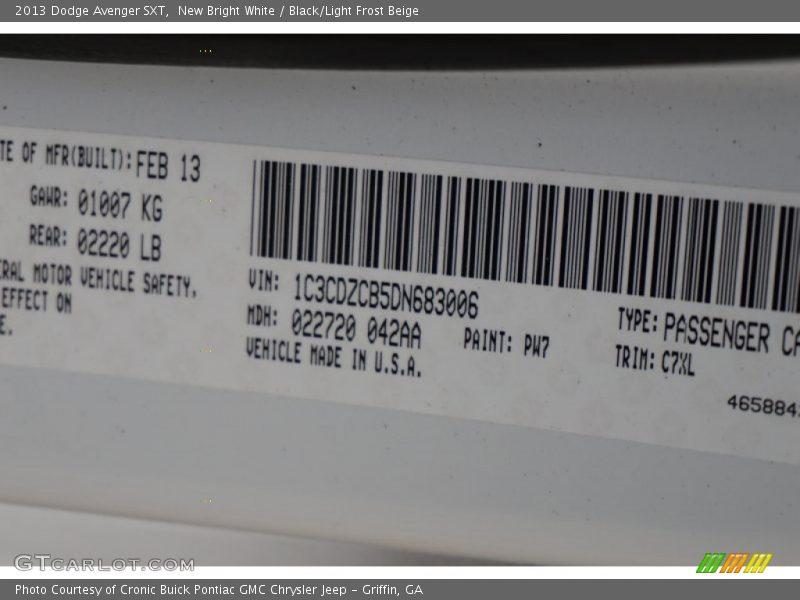 2013 Dodge Avenger SXT, New Bright White / Black/Light Frost Beige
TE OF MFR(BUILT): FEB 13
GAWR: 01007 KG
REAR: 02220 LB
ERAL MOTOR VEHICLE SAFETY,
EFFECT ON
E.
VIN: 1C3CDZCB5DN683006
MDH: 022720 042AA
PAINT: PW7
VEHICLE MADE IN U.S.A.
TYPE: PASSENGER CA
TRIM: C7XL
465884
GTCARLOT.COM
Photo Courtesy of Cronic Buick Pontiac GMC Chrysler Jeep - Griffin, GA